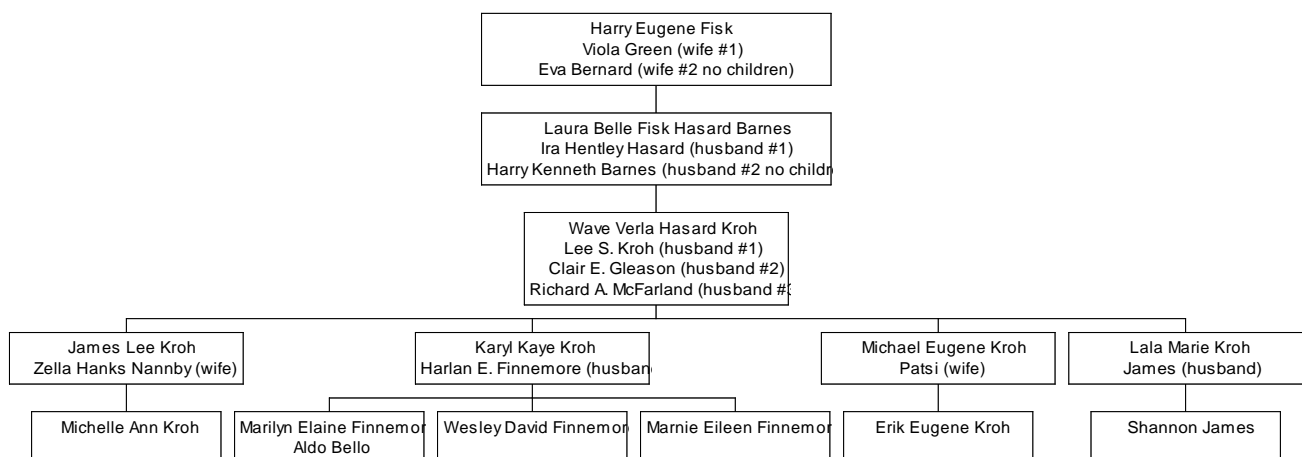 Harry Eugene Fisk
Viola Green (wife #1)
Eva Bernard (wife #2 no children)
Laura Belle Fisk Hasard Barnes
Ira Hentley Hasard (husband #1)
Harry Kenneth Barnes (husband #2 no childr
Wave Verla Hasard Kroh
Lee S. Kroh (husband #1)
Clair E. Gleason (husband #2)
Richard A. McFarland (husband #3
James Lee Kroh
Zella Hanks Nannby (wife)
Karyl Kaye Kroh
Harlan E. Finnemore (husban
Michael Eugene Kroh
Patsi (wife)
Lala Marie Kroh
James (husband)
Michelle Ann Kroh
Marilyn Elaine Finnemor
Aldo Bello
Wesley David Finnemor
Marnie Eileen Finnemor
Erik Eugene Kroh
Shannon James